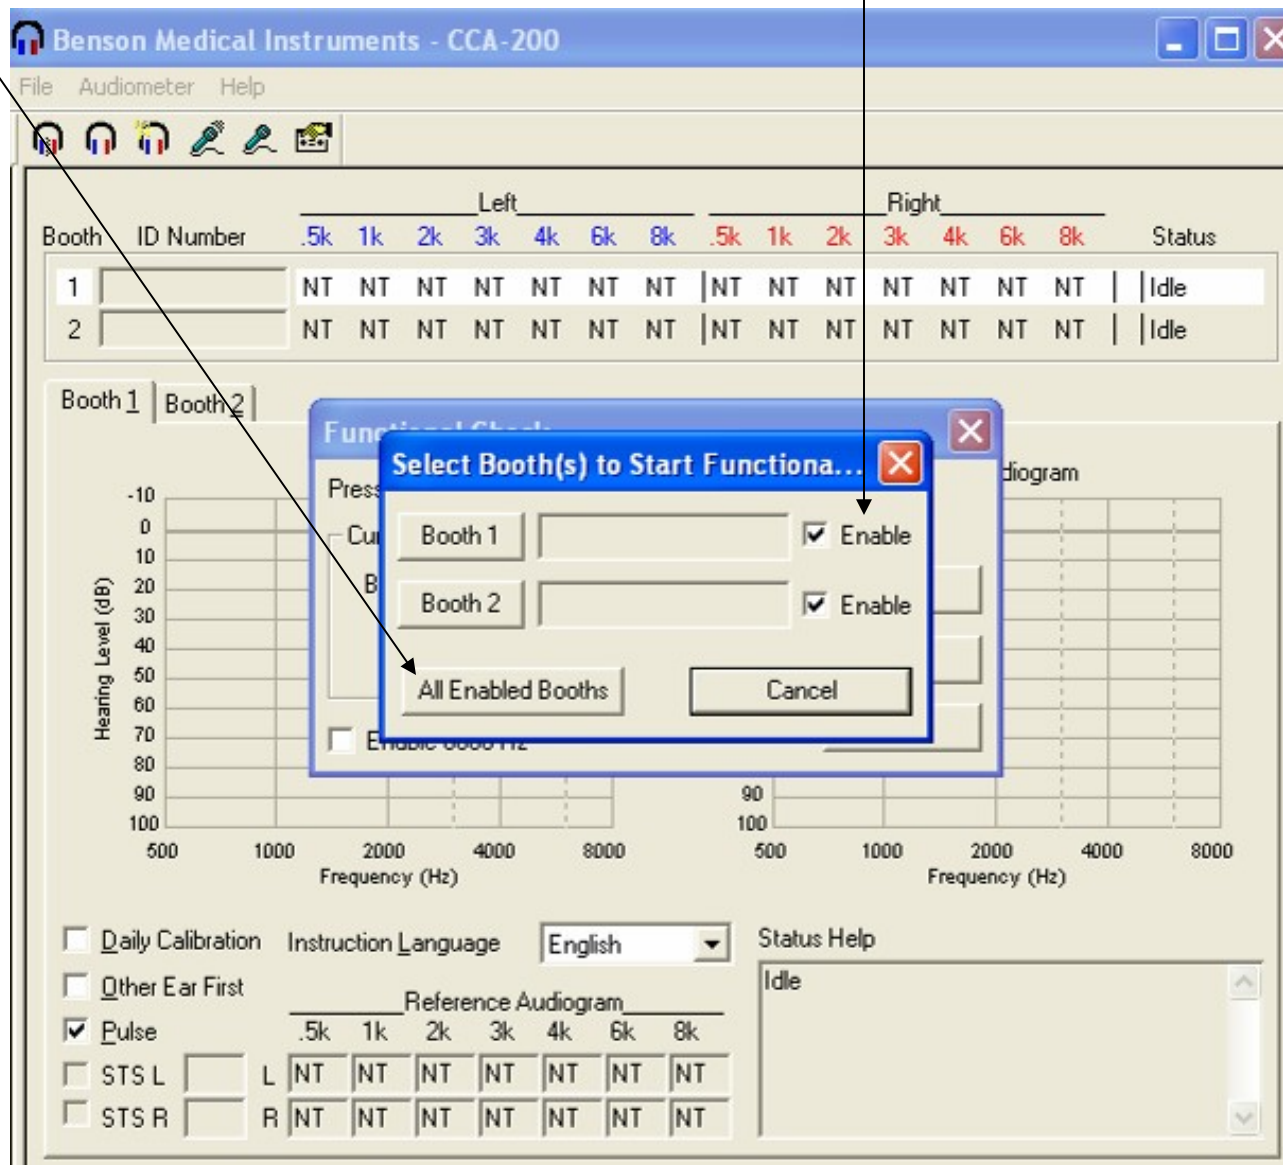 Benson Medical Instruments - CCA-200
File Audiometer Help
Left Right
Booth ID Number .5k 1k 2k 3k 4k 6k 8k .5k 1k 2k 3k 4k 6k 8k Status
1 NT NT NT NT NT NT NT NT NT NT NT NT NT NT Idle
2 NT NT NT NT NT NT NT NT NT NT NT NT NT NT Idle
Booth 1 Booth 2
Select Booth(s) to Start Functiona...
Booth 1 Enable
Booth 2 Enable
All Enabled Booths Cancel
Hearing Level (dB)
-10
0
10
20
30
40
50
60
70
80
90
100
500 1000 2000 4000 8000
Frequency (Hz)
90
100
500 1000 2000 4000 8000
Frequency (Hz)
Daily Calibration Instruction Language English Status Help
Other Ear First Idle
Reference Audiogram
Pulse .5k 1k 2k 3k 4k 6k 8k
STS L L NT NT NT NT NT NT NT
STS R R NT NT NT NT NT NT NT